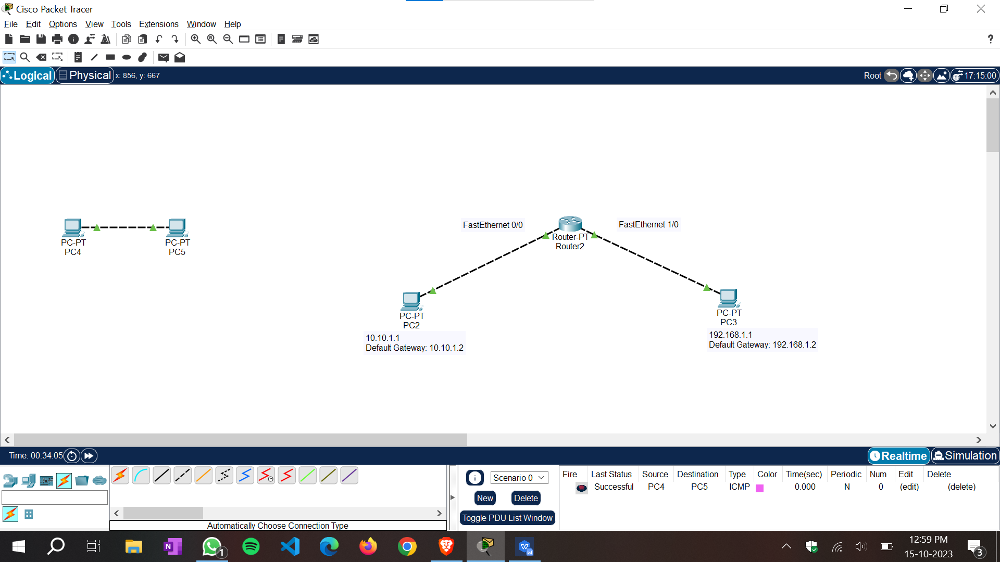 Cisco Packet Tracer
File Edit Options View Tools Extensions Window Help
?
Logical Physical x: 856, y: 667 Root 17:15:00
FastEthernet 0/0
FastEthernet 1/0
Router-PT
Router2
PC-PT
PC4
PC-PT
PC5
PC-PT
PC2
10.10.1.1
Default Gateway: 10.10.1.2
PC-PT
PC3
192.168.1.1
Default Gateway: 192.168.1.2
Time: 00:34:05 Realtime Simulation
Scenario 0
New Delete
Toggle PDU List Window
Fire Last Status Source Destination Type Color Time(sec) Periodic Num Edit Delete
Successful PC4 PC5 ICMP 0.000 N 0 (edit) (delete)
Automatically Choose Connection Type
N
1
W
12:59 PM
15-10-2023
3